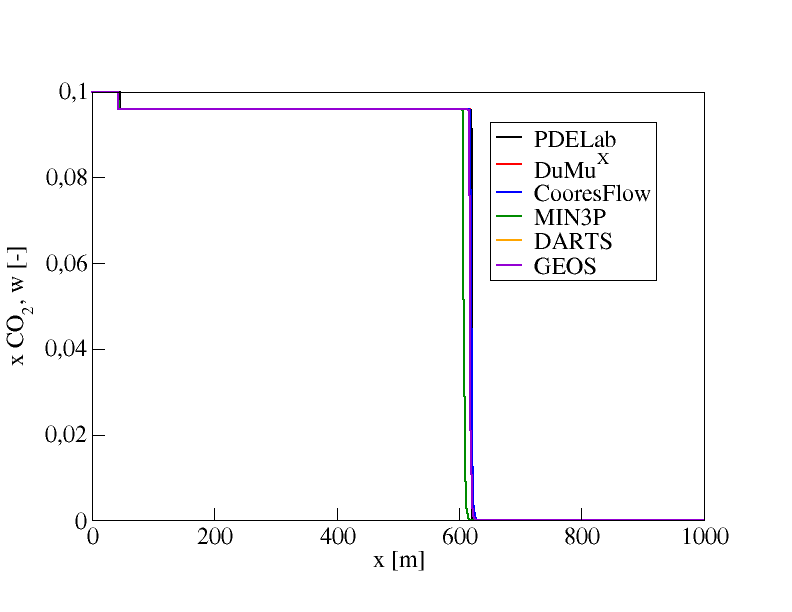 0,1
0,08
0,06
0,04
0,02
0
x CO2, w [-]
PDELab
DuMuX
CooresFlow
MIN3P
DARTS
GEOS
0 200 400 600 800 1000
x [m]